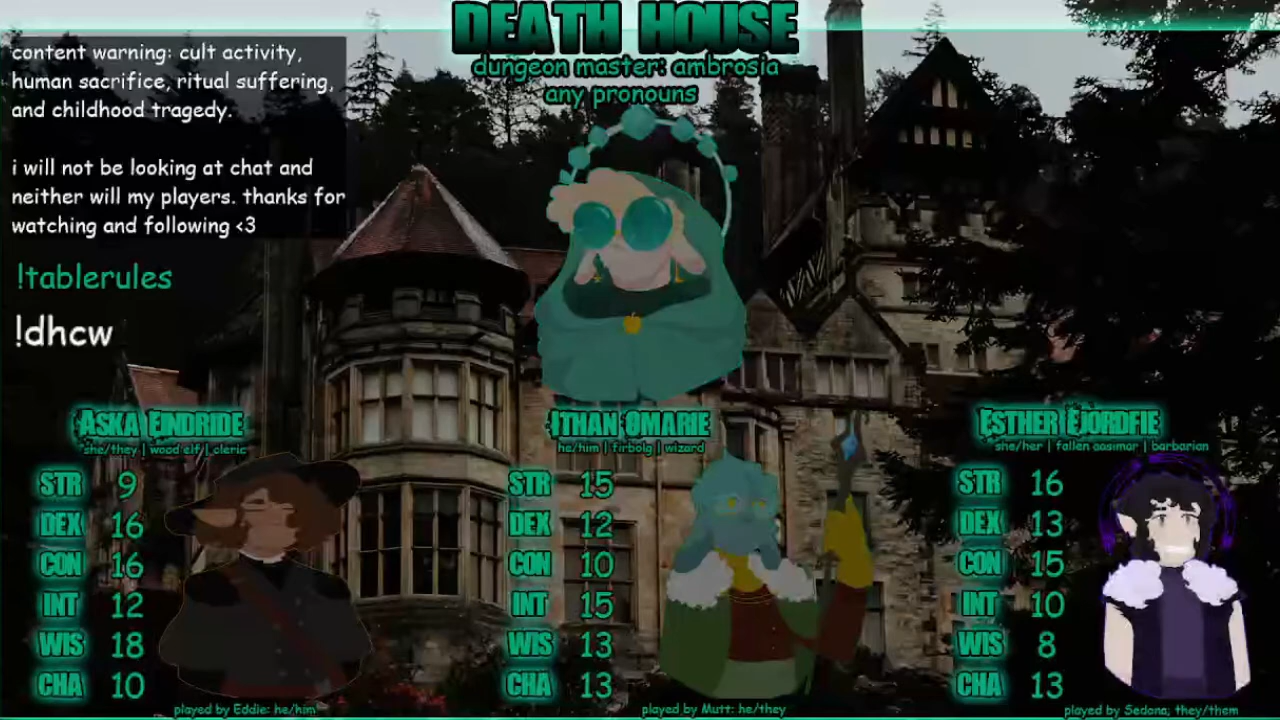 DEATH HOUSE
dungeon master: ambrosia
any pronouns
content warning: cult activity,
human sacrifice, ritual suffering,
and childhood tragedy.
i will not be looking at chat and
neither will my players. thanks for
watching and following <3
!tablerules
!dhcw
ASKA EINDRIDE
she/they | wood elf | cleric
STR 9
DEX 16
CON 16
INT 12
WIS 18
CHA 10
played by Eddie: he/him
ITHAN OMARIE
he/him | firbolg | wizard
STR 15
DEX 12
CON 10
INT 15
WIS 13
CHA 13
played by Mutt: he/they
ESTHER EJORDFIE
she/her | fallen aasimar | barbarian
STR 16
DEX 13
CON 15
INT 10
WIS 8
CHA 13
played by Sedona; they/them